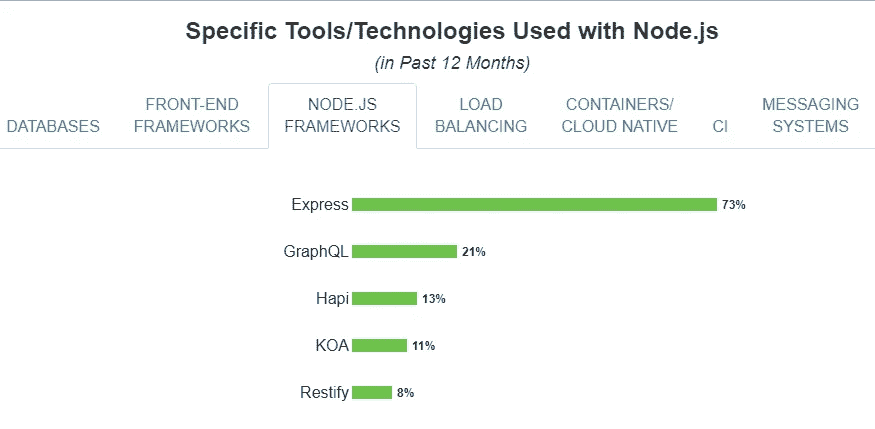 Specific Tools/Technologies Used with Node.js
(in Past 12 Months)
DATABASES
FRONT-END
FRAMEWORKS
NODE.JS
FRAMEWORKS
LOAD
BALANCING
CONTAINERS/
CLOUD NATIVE
CI
MESSAGING
SYSTEMS
Express 73%
GraphQL 21%
Hapi 13%
KOA 11%
Restify 8%